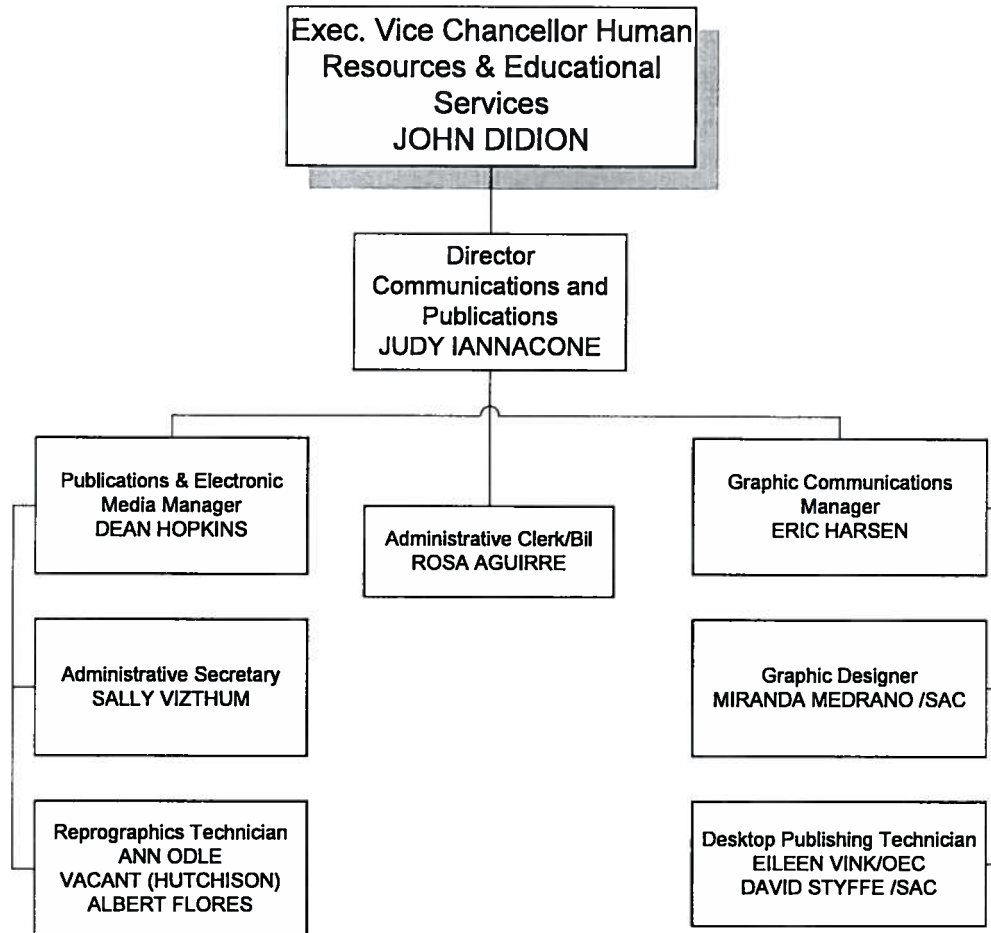 Exec. Vice Chancellor Human
Resources & Educational
Services
JOHN DIDION
Director
Communications and
Publications
JUDY IANNACONE
Publications & Electronic
Media Manager
DEAN HOPKINS
Administrative Clerk/Bil
ROSA AGUIRRE
Graphic Communications
Manager
ERIC HARSEN
Administrative Secretary
SALLY VIZTHUM
Graphic Designer
MIRANDA MEDRANO /SAC
Reprographics Technician
ANN ODLE
VACANT (HUTCHISON)
ALBERT FLORES
Desktop Publishing Technician
EILEEN VINK/OEC
DAVID STYFFE /SAC